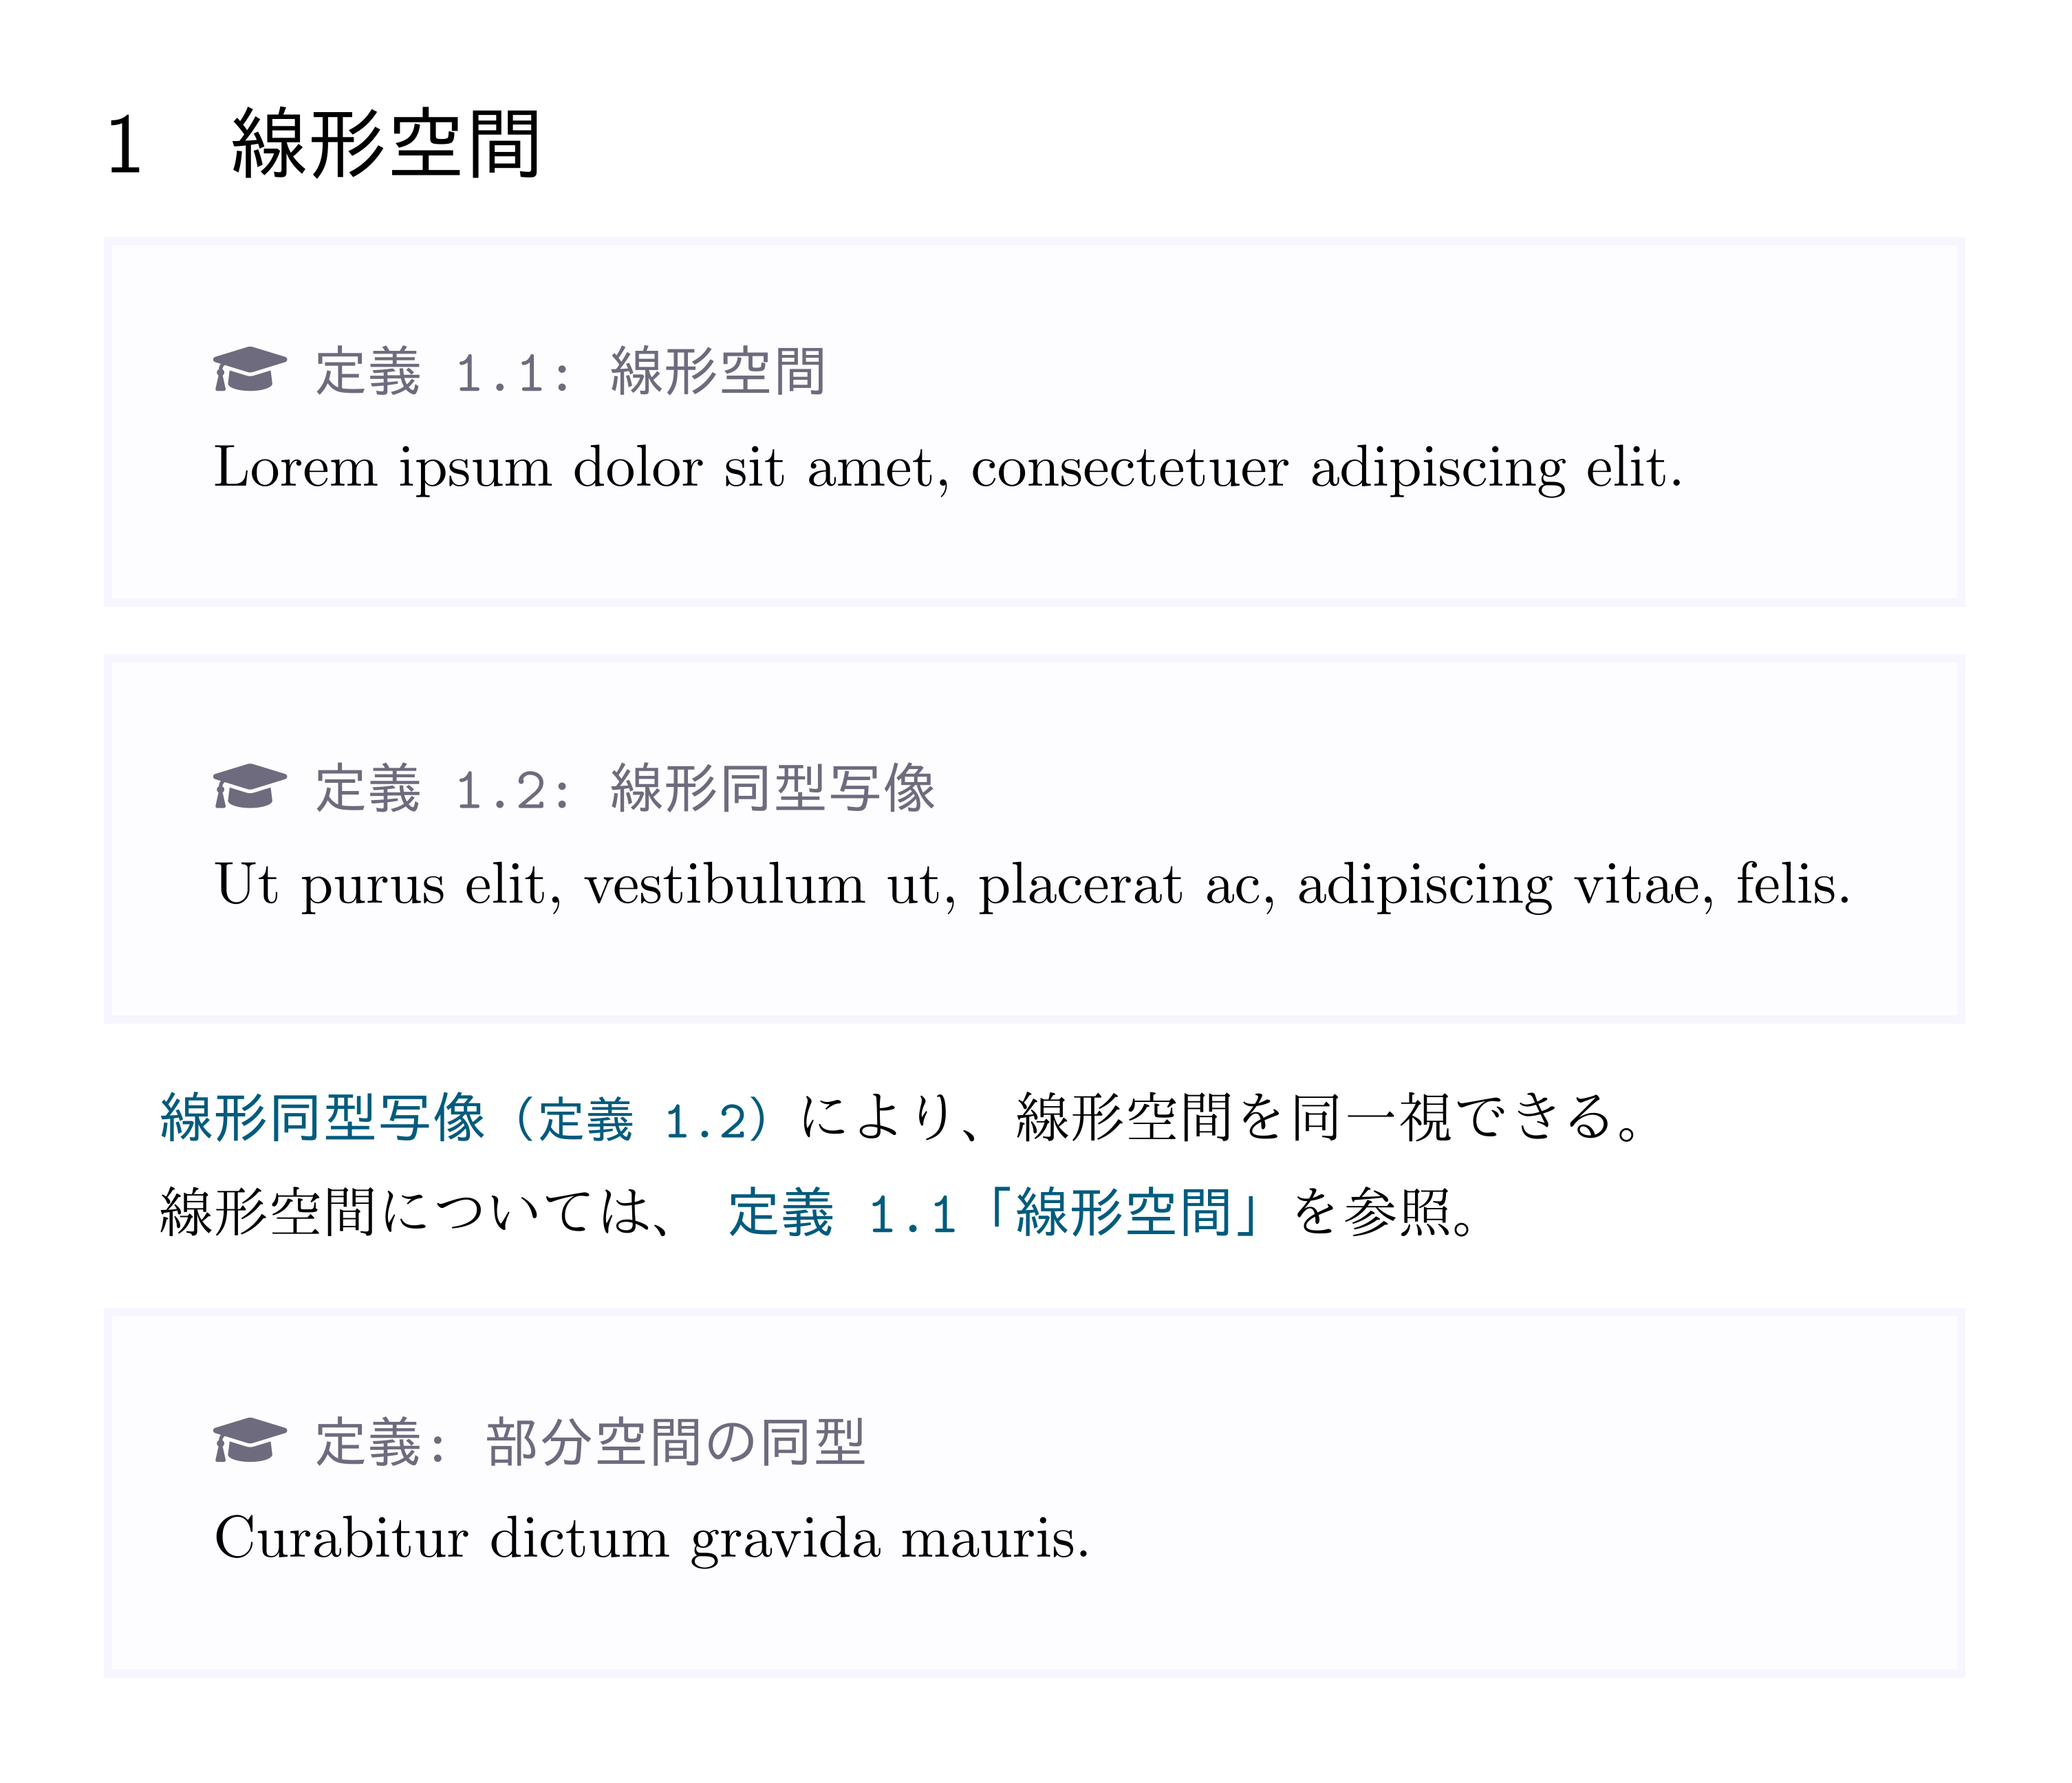 1 線形空間
定義 1.1: 線形空間
Lorem ipsum dolor sit amet, consectetuer adipiscing elit.
定義 1.2: 線形同型写像
Ut purus elit, vestibulum ut, placerat ac, adipiscing vitae, felis.
線形同型写像（定義 1.2）により、線形空間を同一視できる。
線形空間については、 定義 1.1「線形空間」 を参照。
定義: 部分空間の同型
Curabitur dictum gravida mauris.